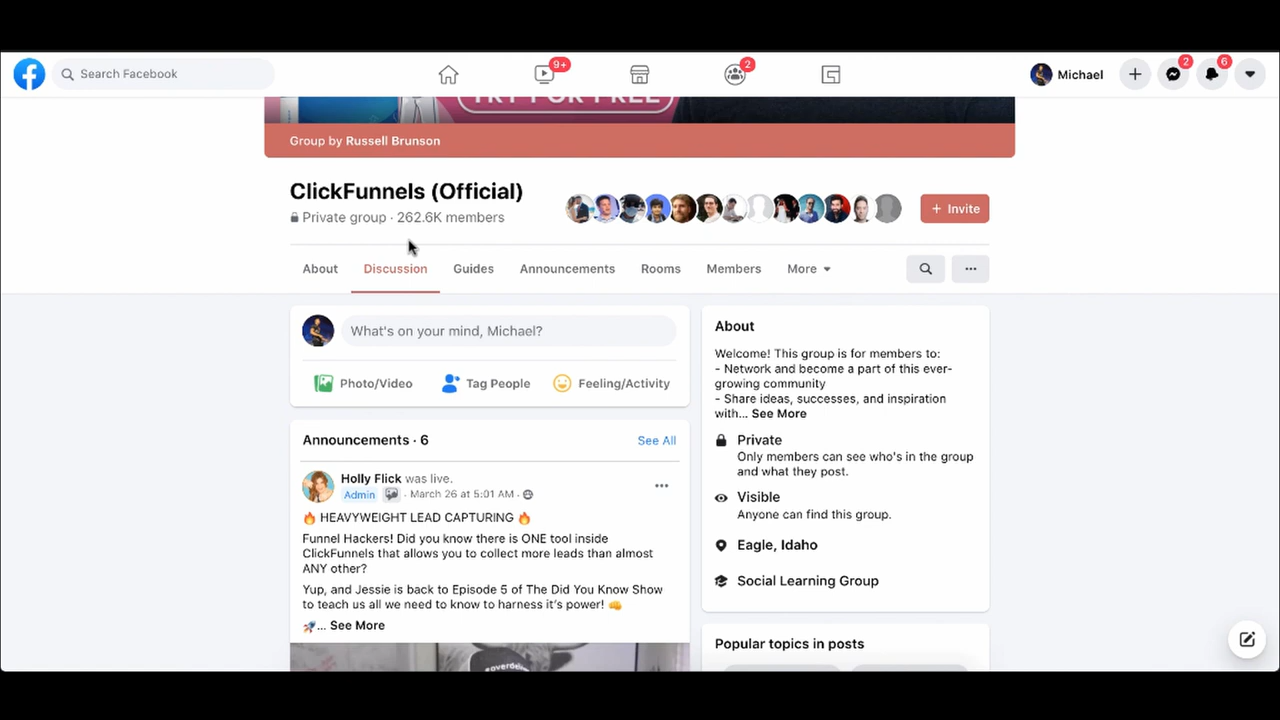 Search Facebook
9+
2
Michael
2
6
TRY FOR FREE
Group by Russell Brunson
ClickFunnels (Official)
Private group · 262.6K members
+ Invite
About
Discussion
Guides
Announcements
Rooms
Members
More
What's on your mind, Michael?
Photo/Video
Tag People
Feeling/Activity
Announcements · 6
See All
Holly Flick was live.
Admin · March 26 at 5:01 AM ·
🔥 HEAVYWEIGHT LEAD CAPTURING 🔥
Funnel Hackers! Did you know there is ONE tool inside
ClickFunnels that allows you to collect more leads than almost
ANY other?
Yup, and Jessie is back to Episode 5 of The Did You Know Show
to teach us all we need to know to harness it's power! 👊
🚀... See More
About
Welcome! This group is for members to:
- Network and become a part of this ever-
growing community
- Share ideas, successes, and inspiration
with... See More
Private
Only members can see who's in the group
and what they post.
Visible
Anyone can find this group.
Eagle, Idaho
Social Learning Group
Popular topics in posts